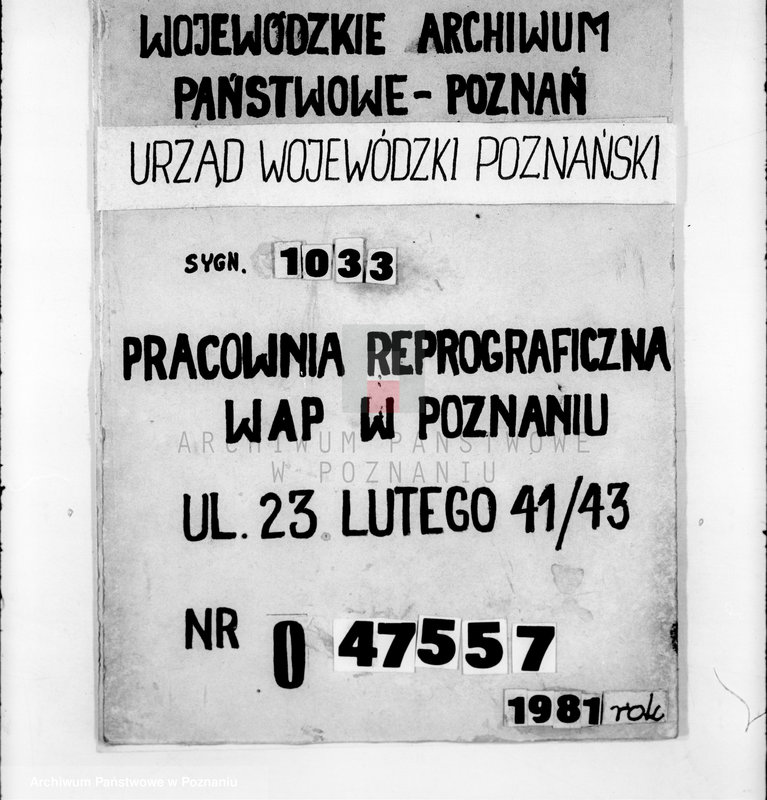 WOJEWÓDZKIE ARCHIWUM
PAŃSTWOWE - POZNAŃ
URZĄD WOJEWÓDZKI POZNAŃSKI
SYGN. 1033
PRACOWNIA REPROGRAFICZNA
WAP W POZNANIU
ARCHIWUM PAŃSTWOWE
W POZNANIU
UL. 23 LUTEGO 41/43
NR 0 47557
1981 rok
Archiwum Państwowe w Poznaniu